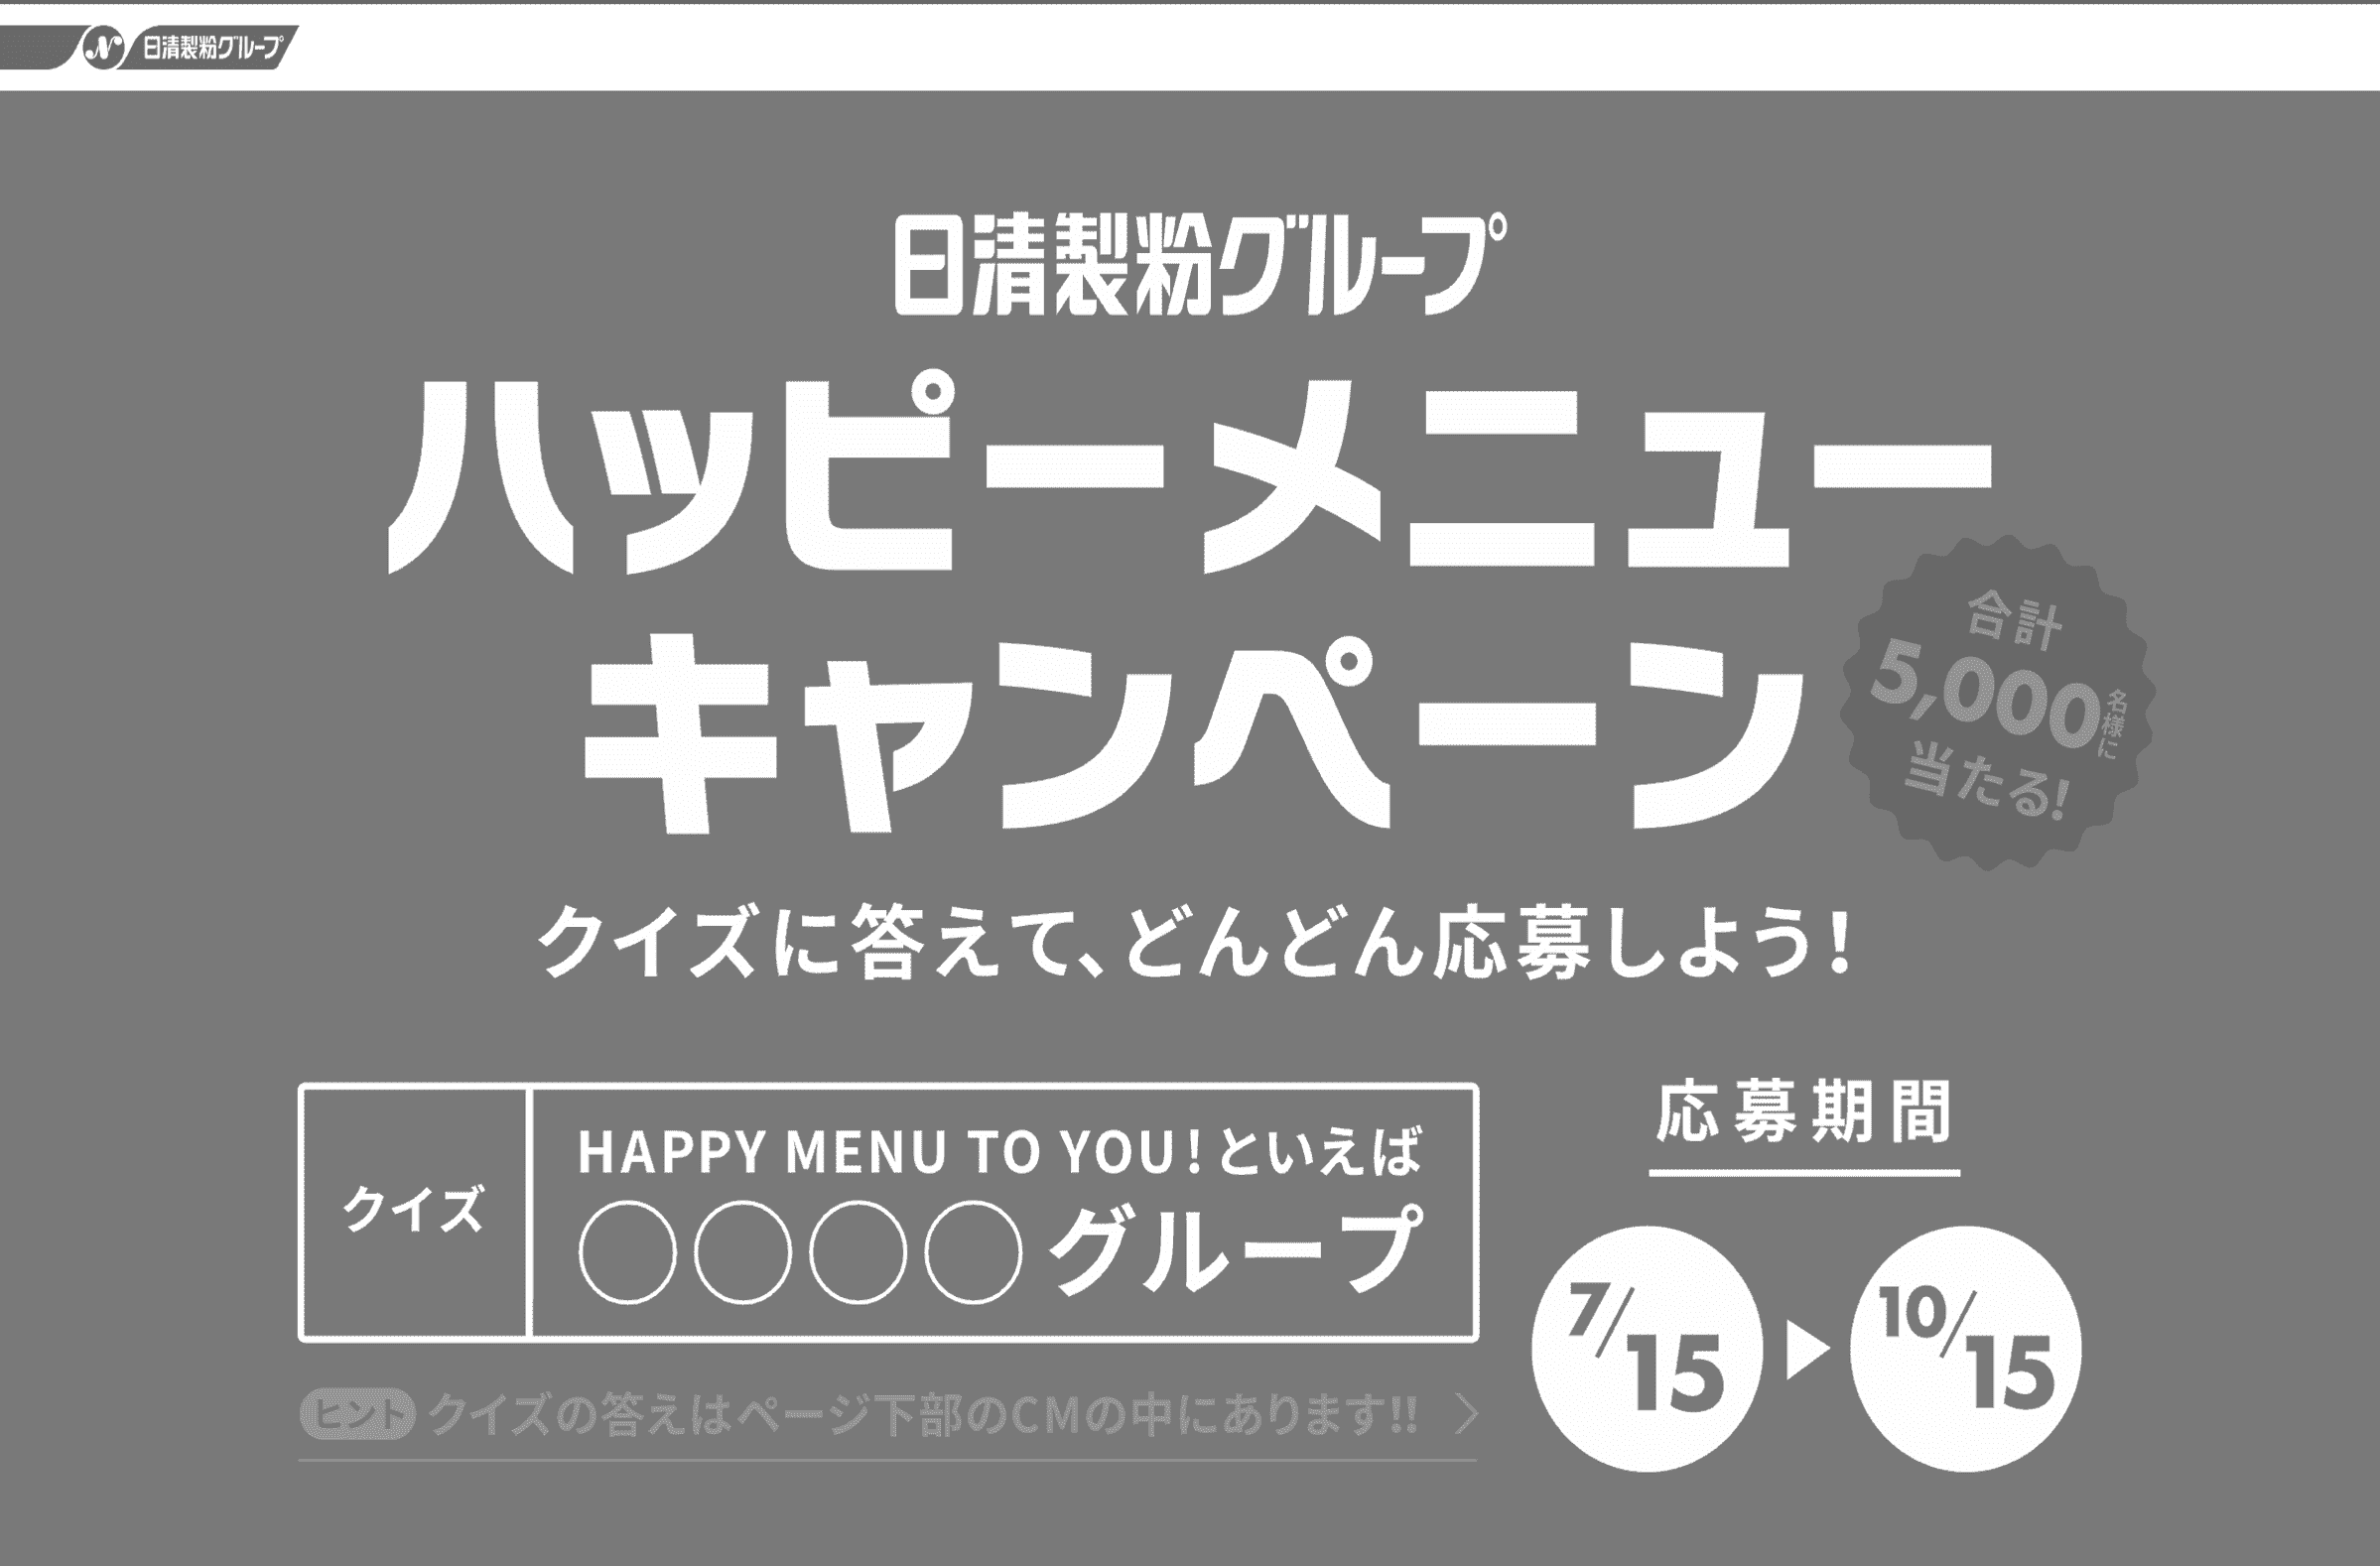 日清製粉グループ
日清製粉グループ
ハッピーメニュー
キャンペーン
合計
5,000名様に
当たる!
クイズに答えて、どんどん応募しよう!
クイズ
HAPPY MENU TO YOU!といえば
○○○○グループ
ヒント クイズの答えはページ下部のCMの中にあります!!
応募期間
7/15 ▶ 10/15